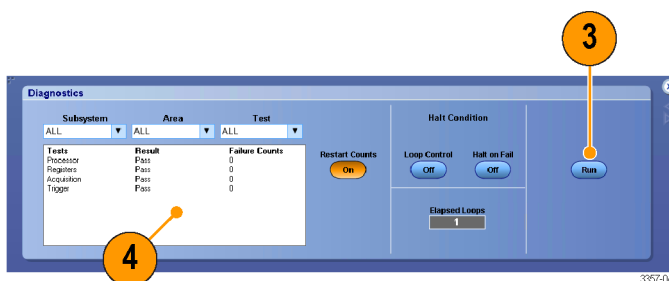 3
Diagnostics
Subsystem Area Test
ALL ALL ALL
Tests Result Failure Counts
Processor Pass 0
Registers Pass 0
Acquisition Pass 0
Trigger Pass 0
Restart Counts
On
Halt Condition
Loop Control Halt on Fail
Off Off
Elapsed Loops
1
Run
4